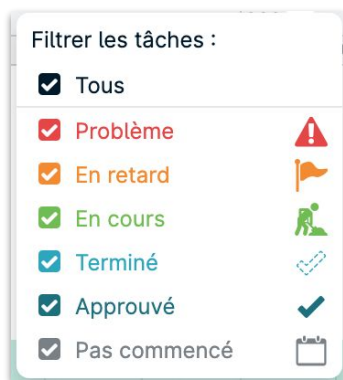 Filtrer les tâches :
Tous
Problème
En retard
En cours
Terminé
Approuvé
Pas commencé